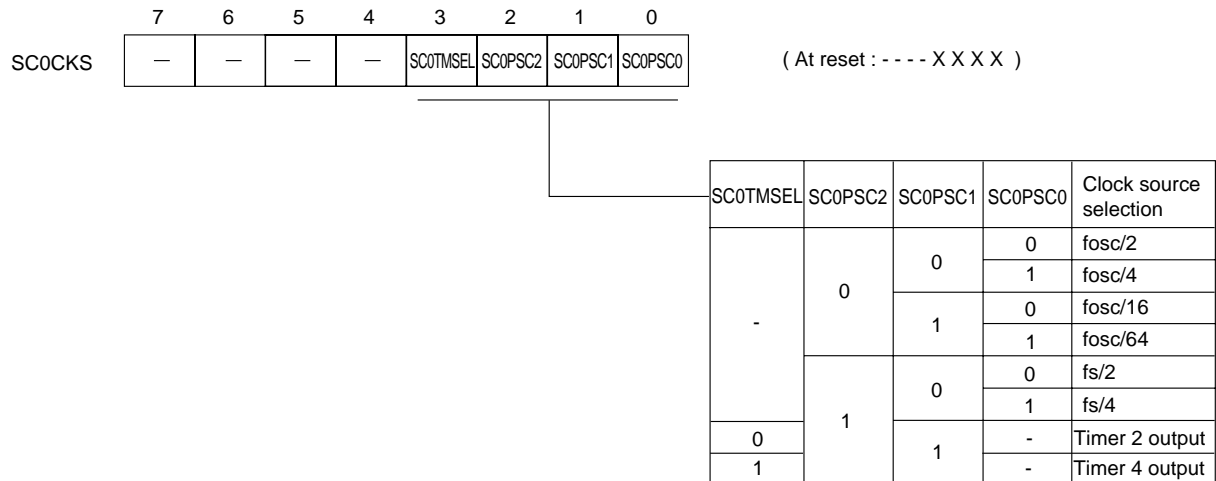 7 6 5 4 3 2 1 0
SC0CKS — — — — SC0TMSEL SC0PSC2 SC0PSC1 SC0PSC0 ( At reset : - - - - X X X X )
SC0TMSEL SC0PSC2 SC0PSC1 SC0PSC0 Clock source
selection
- 0 0 0 fosc/2
1 fosc/4
1 0 fosc/16
1 fosc/64
1 0 0 fs/2
1 fs/4
0 1 - Timer 2 output
1 - Timer 4 output